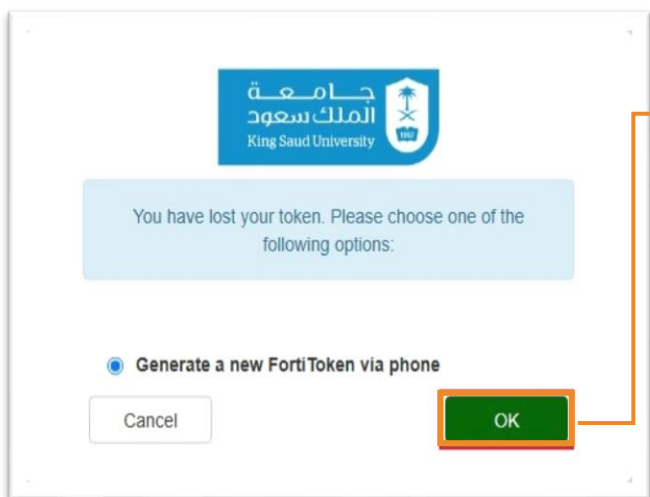 جامعة
الملك سعود
King Saud University
1957
You have lost your token. Please choose one of the
following options:
Generate a new FortiToken via phone
Cancel
OK